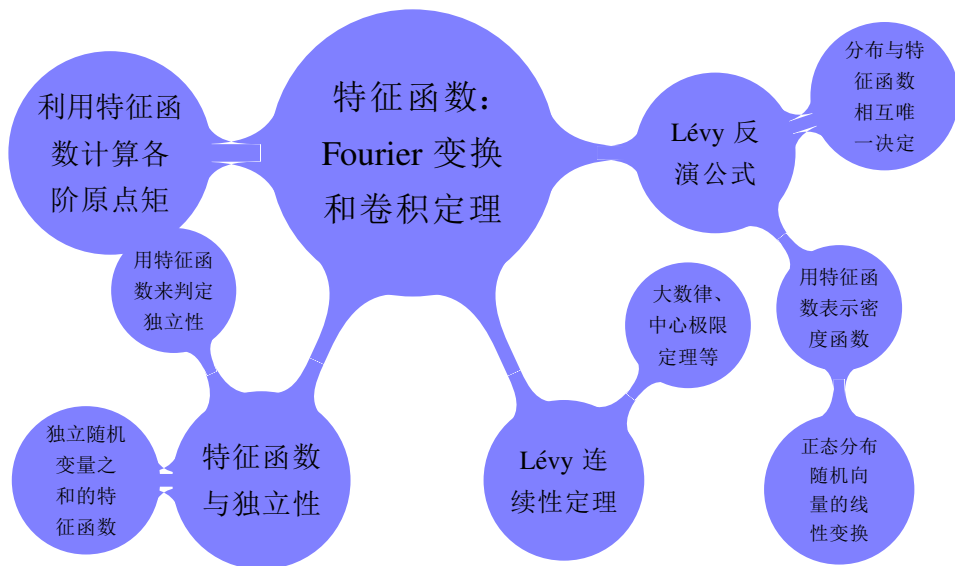 特征函数：
Fourier 变换
和卷积定理
利用特征函
数计算各
阶原点矩
用特征函
数来判定
独立性
特征函数
与独立性
独立随机
变量之
和的特
征函数
Lévy 连
续性定理
大数律、
中心极限
定理等
Lévy 反
演公式
分布与特
征函数
相互唯
一决定
用特征函
数表示密
度函数
正态分布
随机向
量的线
性变换